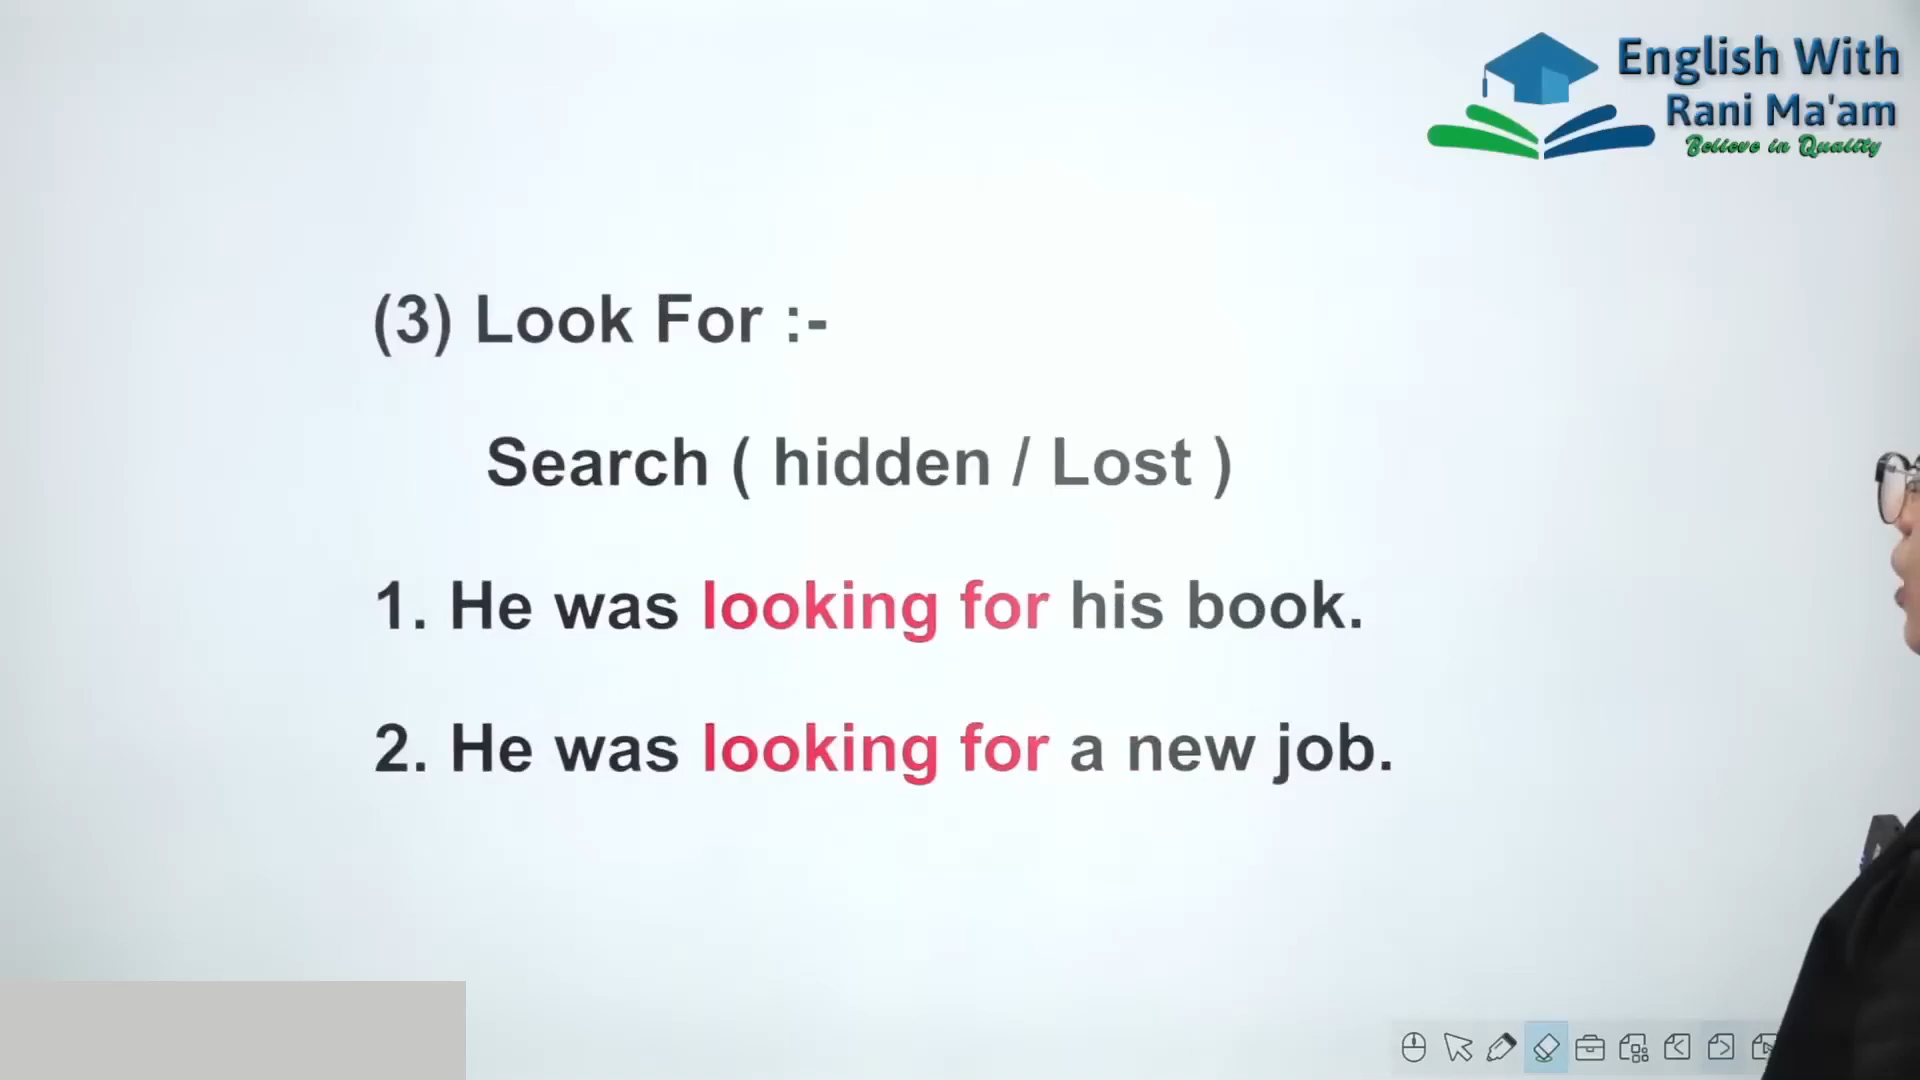 English With
Rani Ma'am
Believe in Quality
(3) Look For :-
Search ( hidden / Lost )
1. He was looking for his book.
2. He was looking for a new job.